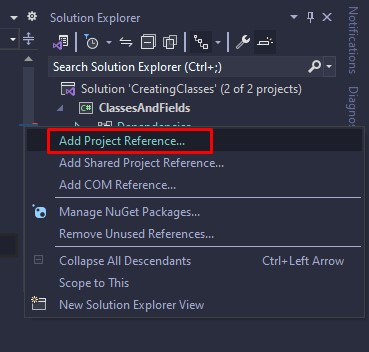 Solution Explorer
Search Solution Explorer (Ctrl+;)
Solution 'CreatingClasses' (2 of 2 projects)
C# ClassesAndFields
Dependencies
Add Project Reference...
Add Shared Project Reference...
Add COM Reference...
Manage NuGet Packages...
Remove Unused References...
Collapse All Descendants Ctrl+Left Arrow
Scope to This
New Solution Explorer View
Notifications